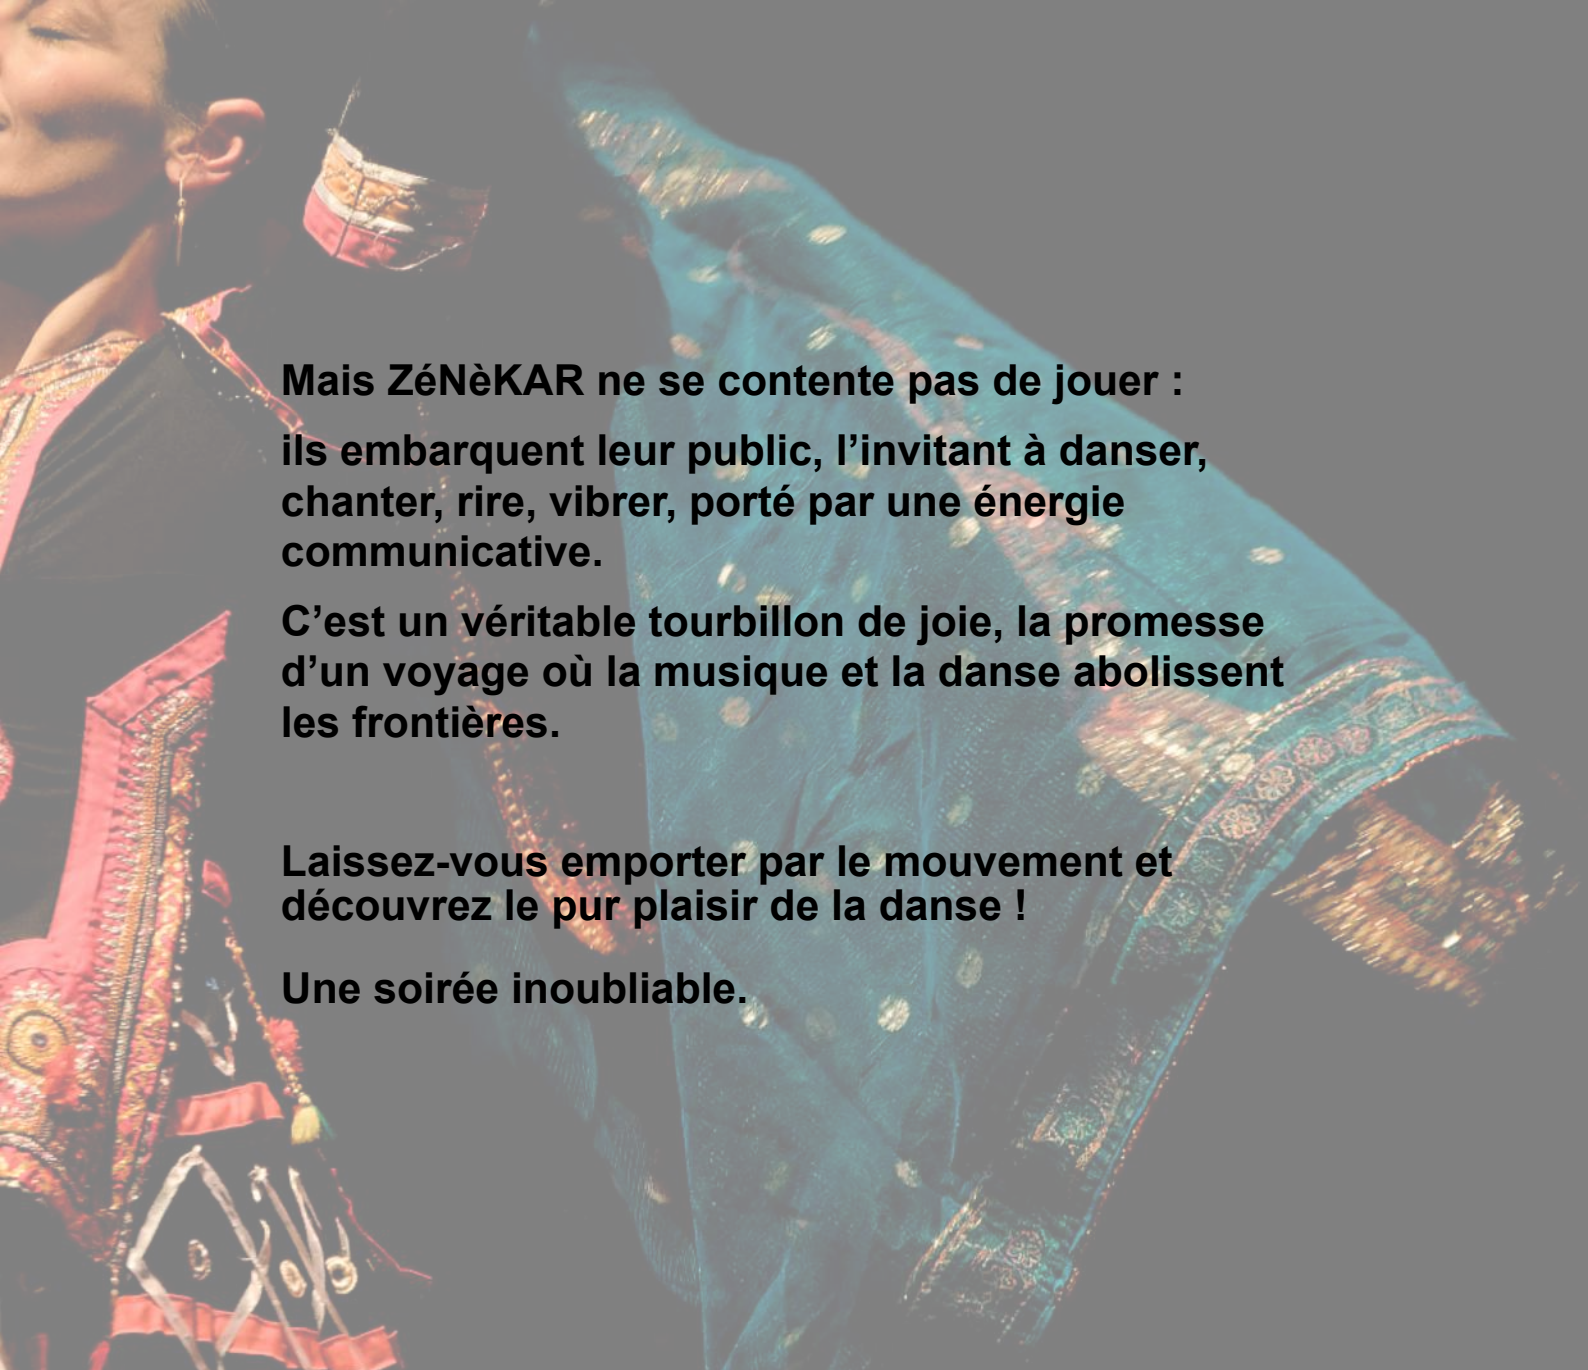 Mais ZéNèKAR ne se contente pas de jouer :
ils embarquent leur public, l’invitant à danser,
chanter, rire, vibrer, porté par une énergie
communicative.
C’est un véritable tourbillon de joie, la promesse
d’un voyage où la musique et la danse abolissent
les frontières.
Laissez-vous emporter par le mouvement et
découvrez le pur plaisir de la danse !
Une soirée inoubliable.